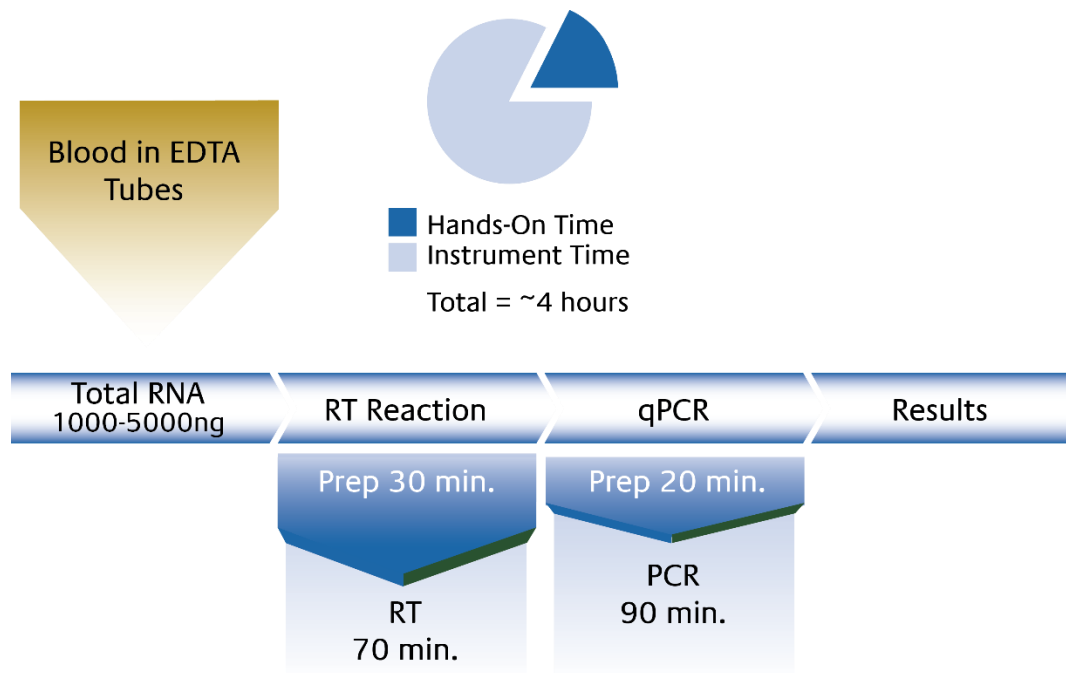 Blood in EDTA
Tubes
Hands-On Time
Instrument Time
Total = ~4 hours
Total RNA
1000-5000ng
RT Reaction
qPCR
Results
Prep 30 min.
Prep 20 min.
RT
70 min.
PCR
90 min.